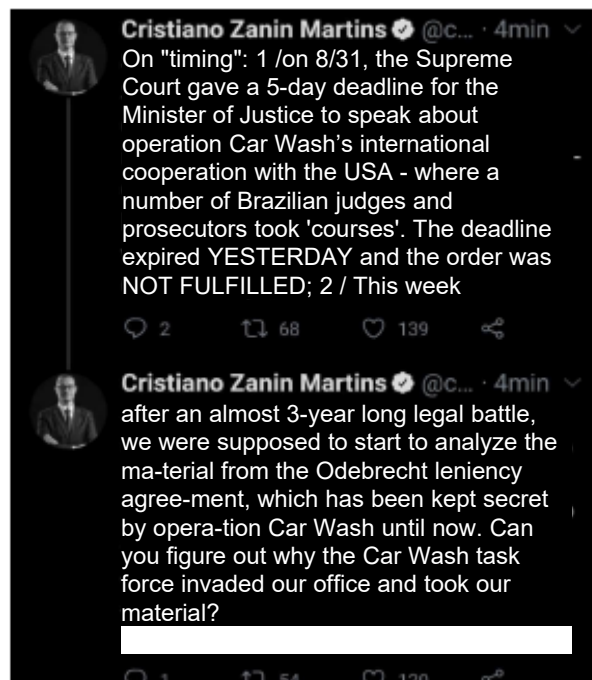 Cristiano Zanin Martins @c... · 4min
On "timing": 1 /on 8/31, the Supreme
Court gave a 5-day deadline for the
Minister of Justice to speak about
operation Car Wash’s international
cooperation with the USA - where a
number of Brazilian judges and
prosecutors took 'courses'. The deadline
expired YESTERDAY and the order was
NOT FULFILLED; 2 / This week
2 68 139
Cristiano Zanin Martins @c... · 4min
after an almost 3-year long legal battle,
we were supposed to start to analyze the
ma-terial from the Odebrecht leniency
agree-ment, which has been kept secret
by opera-tion Car Wash until now. Can
you figure out why the Car Wash task
force invaded our office and took our
material?
1 54